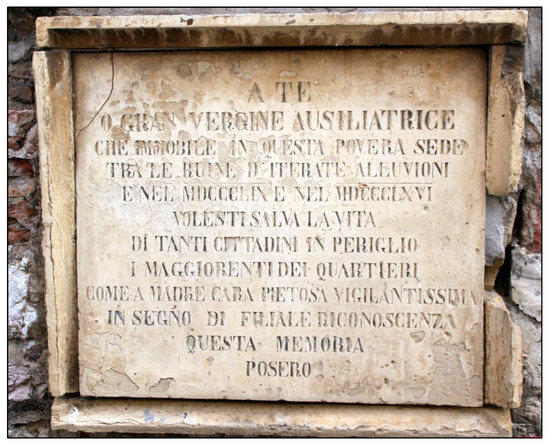 A TE
O GRAN VERGINE AUSILIATRICE
CHE IMMOBILE IN QUESTA POVERA SEDE
TRA LE RUINE D'ITERATE ALLUVIONI
E NEL MDCCCLIX E NEL MDCCCLXVI
VOLESTI SALVA LA VITA
DI TANTI CITTADINI IN PERIGLIO
I MAGGIORENTI DEI QUARTIERI
COME A MADRE CARA PIETOSA VIGILANTISSIMA
IN SEGNO DI FILIALE RICONOSCENZA
QUESTA MEMORIA
POSERO